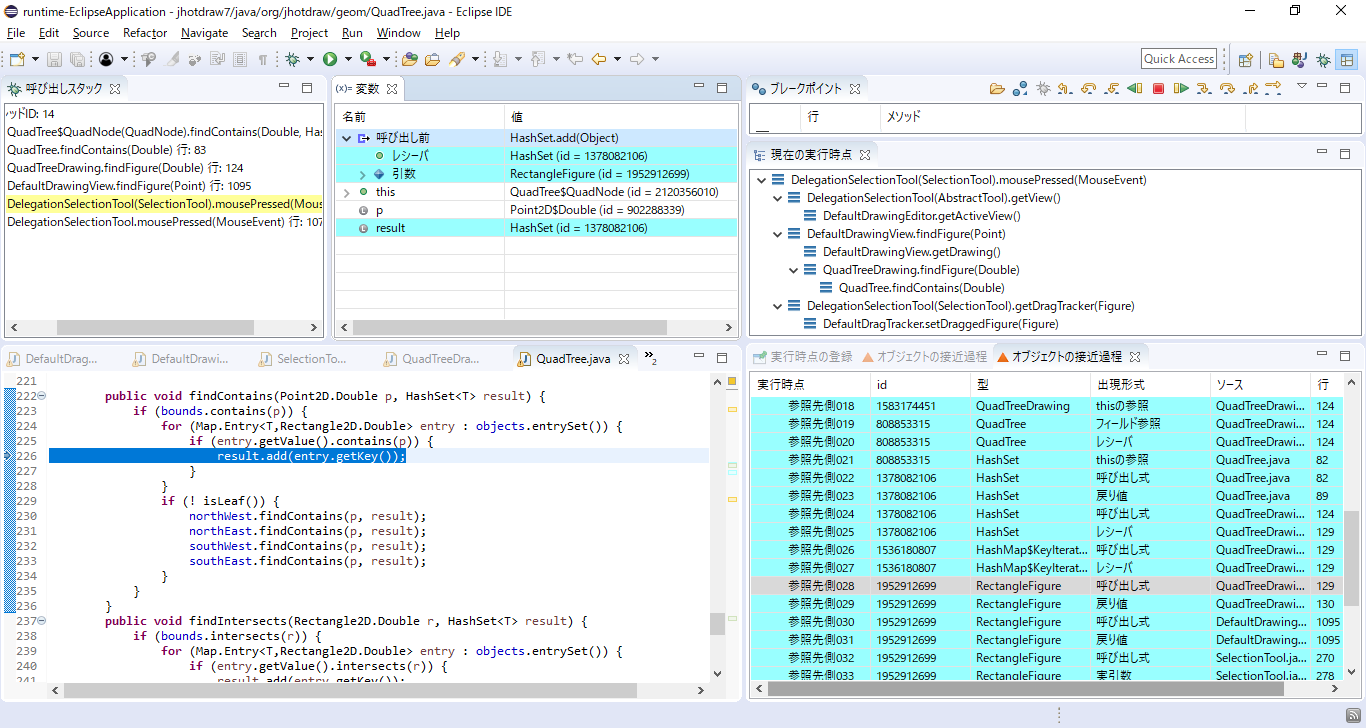 runtime-EclipseApplication - jhotdraw7/java/org/jhotdraw/geom/QuadTree.java - Eclipse IDE
File Edit Source Refactor Navigate Search Project Run Window Help
Quick Access
呼び出しスタック
ハッドID: 14
QuadTree$QuadNode(QuadNode).findContains(Double, Ha
QuadTree.findContains(Double) 行: 83
QuadTreeDrawing.findFigure(Double) 行: 124
DefaultDrawingView.findFigure(Point) 行: 1095
DelegationSelectionTool(SelectionTool).mousePressed(Mous
DelegationSelectionTool.mousePressed(MouseEvent) 行: 107
(x)= 変数
名前 値
呼び出し前 HashSet.add(Object)
レシーバ HashSet (id = 1378082106)
引数 RectangleFigure (id = 1952912699)
this QuadTree$QuadNode (id = 2120356010)
p Point2D$Double (id = 902288339)
result HashSet (id = 1378082106)
ブレークポイント
行 メソッド
現在の実行時点
DelegationSelectionTool(SelectionTool).mousePressed(MouseEvent)
DelegationSelectionTool(AbstractTool).getView()
DefaultDrawingEditor.getActiveView()
DefaultDrawingView.findFigure(Point)
DefaultDrawingView.getDrawing()
QuadTreeDrawing.findFigure(Double)
QuadTree.findContains(Double)
DelegationSelectionTool(SelectionTool).getDragTracker(Figure)
DefaultDragTracker.setDraggedFigure(Figure)
DefaultDrag... DefaultDrawi... SelectionTo... QuadTreeDra... QuadTree.java »2
221
222 public void findContains(Point2D.Double p, HashSet<T> result) {
223 if (bounds.contains(p)) {
224 for (Map.Entry<T,Rectangle2D.Double> entry : objects.entrySet()) {
225 if (entry.getValue().contains(p)) {
226 result.add(entry.getKey());
227 }
228 }
229 if (! isLeaf()) {
230 northWest.findContains(p, result);
231 northEast.findContains(p, result);
232 southWest.findContains(p, result);
233 southEast.findContains(p, result);
234 }
235 }
236 }
237 public void findIntersects(Rectangle2D.Double r, HashSet<T> result) {
238 if (bounds.intersects(r)) {
239 for (Map.Entry<T,Rectangle2D.Double> entry : objects.entrySet()) {
240 if (entry.getValue().intersects(r)) {
241 result.add(entry.getKey());
実行時点の登録 オブジェクトの接近過程 オブジェクトの接近過程
実行時点 id 型 出現形式 ソース 行
参照先側018 1583174451 QuadTreeDrawing thisの参照 QuadTreeDrawi... 124
参照先側019 808853315 QuadTree フィールド参照 QuadTreeDrawi... 124
参照先側020 808853315 QuadTree レシーバ QuadTreeDrawi... 124
参照先側021 808853315 HashSet thisの参照 QuadTree.java 82
参照先側022 1378082106 HashSet 呼び出し式 QuadTree.java 82
参照先側023 1378082106 HashSet 戻り値 QuadTree.java 89
参照先側024 1378082106 HashSet 呼び出し式 QuadTreeDrawi... 124
参照先側025 1378082106 HashSet レシーバ QuadTreeDrawi... 129
参照先側026 1536180807 HashMap$KeyIterat... 呼び出し式 QuadTreeDrawi... 129
参照先側027 1536180807 HashMap$KeyIterat... レシーバ QuadTreeDrawi... 129
参照先側028 1952912699 RectangleFigure 呼び出し式 QuadTreeDrawi... 129
参照先側029 1952912699 RectangleFigure 戻り値 QuadTreeDrawi... 130
参照先側030 1952912699 RectangleFigure 呼び出し式 DefaultDrawing... 1095
参照先側031 1952912699 RectangleFigure 戻り値 DefaultDrawing... 1095
参照先側032 1952912699 RectangleFigure 呼び出し式 SelectionTool.ja... 270
参照先側033 1952912699 RectangleFigure 実引数 SelectionTool.ja... 278